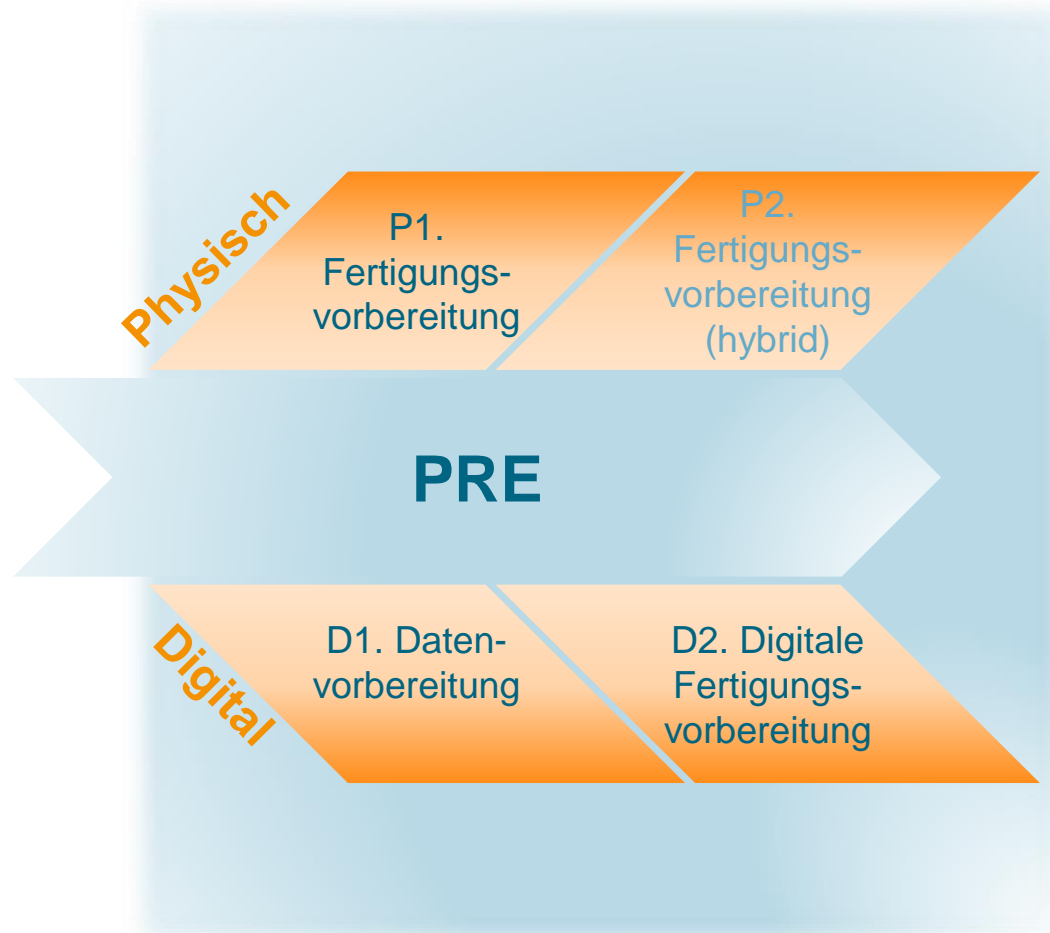 Physisch
P1.
Fertigungs-
vorbereitung
P2.
Fertigungs-
vorbereitung
(hybrid)
PRE
Digital
D1. Daten-
vorbereitung
D2. Digitale
Fertigungs-
vorbereitung